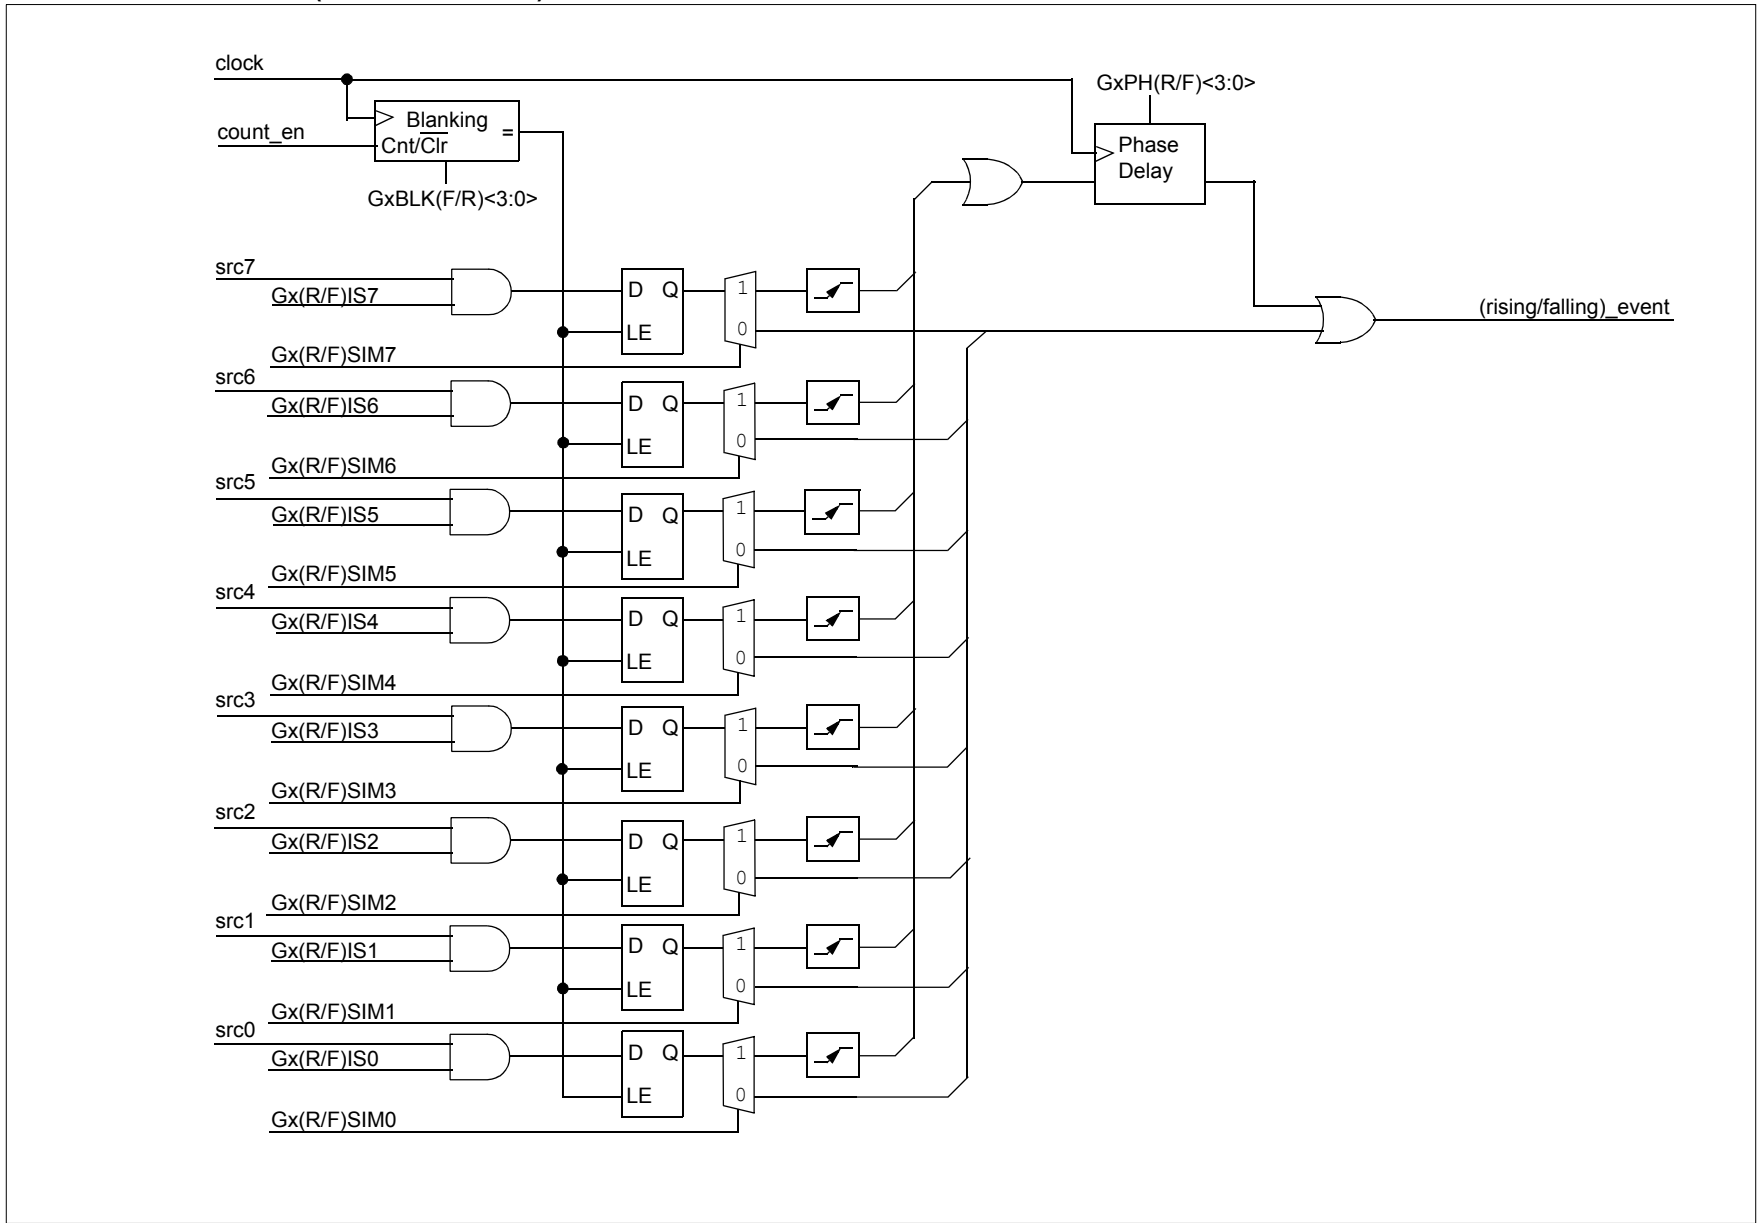 clock
GxPH(R/F)<3:0>
Blanking =
count_en
Cnt/Clr
Phase
Delay
GxBLK(F/R)<3:0>
src7
Gx(R/F)IS7
D Q 1
LE 0
(rising/falling)_event
Gx(R/F)SIM7
src6
Gx(R/F)IS6
D Q 1
LE 0
Gx(R/F)SIM6
src5
Gx(R/F)IS5
D Q 1
LE 0
Gx(R/F)SIM5
src4
Gx(R/F)IS4
D Q 1
LE 0
Gx(R/F)SIM4
src3
Gx(R/F)IS3
D Q 1
LE 0
Gx(R/F)SIM3
src2
Gx(R/F)IS2
D Q 1
LE 0
Gx(R/F)SIM2
src1
Gx(R/F)IS1
D Q 1
LE 0
Gx(R/F)SIM1
src0
Gx(R/F)IS0
D Q 1
LE 0
Gx(R/F)SIM0